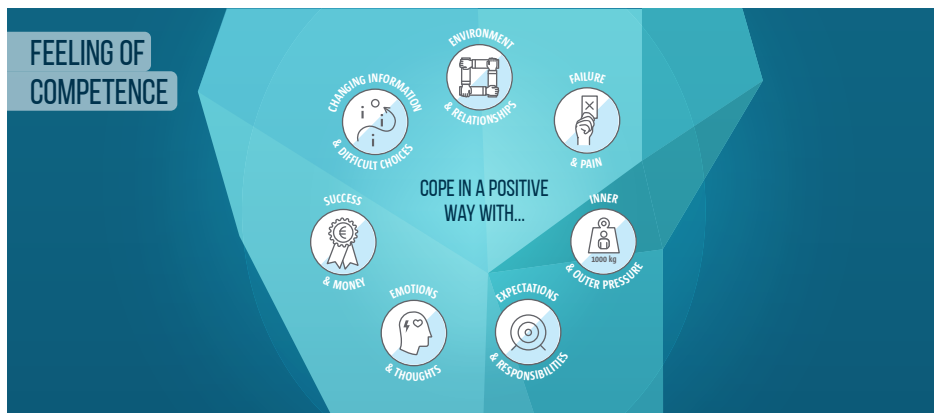 FEELING OF
COMPETENCE
ENVIRONMENT
& RELATIONSHIPS
FAILURE
& PAIN
INNER
1000 kg
& OUTER PRESSURE
EXPECTATIONS
& RESPONSIBILITIES
EMOTIONS
& THOUGHTS
SUCCESS
€
& MONEY
CHANGING INFORMATION
i
i
i
& DIFFICULT CHOICES
COPE IN A POSITIVE
WAY WITH...